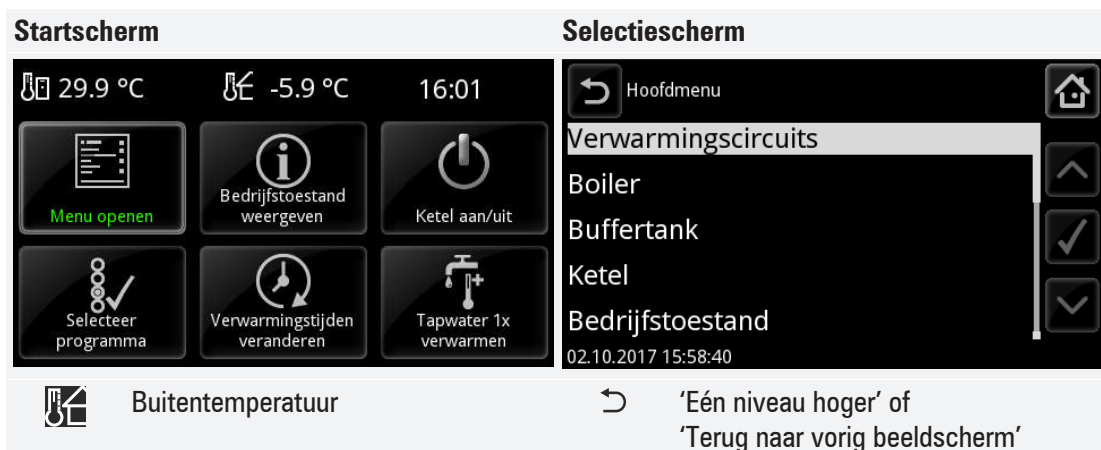 Startscherm
Selectiescherm
29.9 °C
-5.9 °C
16:01
Menu openen
Bedrijfstoestand
weergeven
Ketel aan/uit
Selecteer
programma
Verwarmingstijden
veranderen
Tapwater 1x
verwarmen
Hoofdmenu
Verwarmingscircuits
Boiler
Buffertank
Ketel
Bedrijfstoestand
02.10.2017 15:58:40
Buitentemperatuur
‘Eén niveau hoger’ of
‘Terug naar vorig beeldscherm’